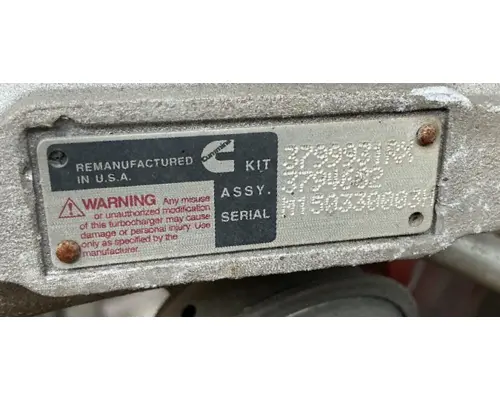 REMANUFACTURED
IN U.S.A.
Cummins
KIT 3799931RX
ASSY.
SERIAL
WARNING Any misuse
or unauthorized modification
of this turbocharger may cause
damage or personal injury. Use
only as specified by the
manufacturer.